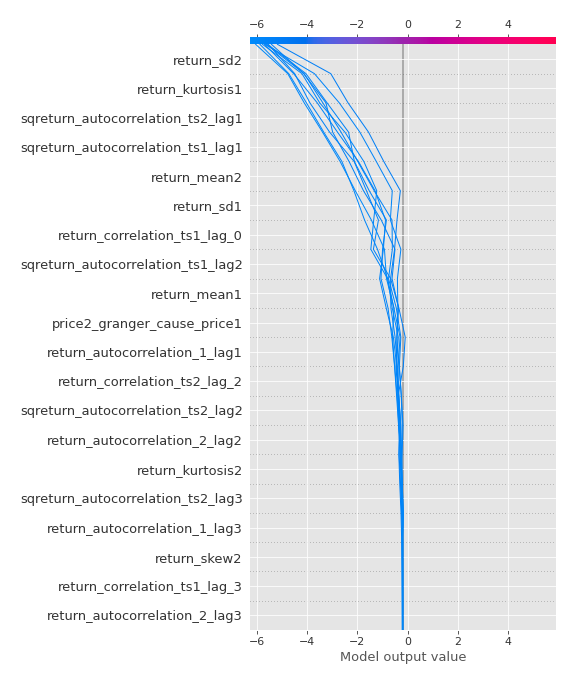 −6 −4 −2 0 2 4
return_sd2
return_kurtosis1
sqreturn_autocorrelation_ts2_lag1
sqreturn_autocorrelation_ts1_lag1
return_mean2
return_sd1
return_correlation_ts1_lag_0
sqreturn_autocorrelation_ts1_lag2
return_mean1
price2_granger_cause_price1
return_autocorrelation_1_lag1
return_correlation_ts2_lag_2
sqreturn_autocorrelation_ts2_lag2
return_autocorrelation_2_lag2
return_kurtosis2
sqreturn_autocorrelation_ts2_lag3
return_autocorrelation_1_lag3
return_skew2
return_correlation_ts1_lag_3
return_autocorrelation_2_lag3
−6 −4 −2 0 2 4
Model output value